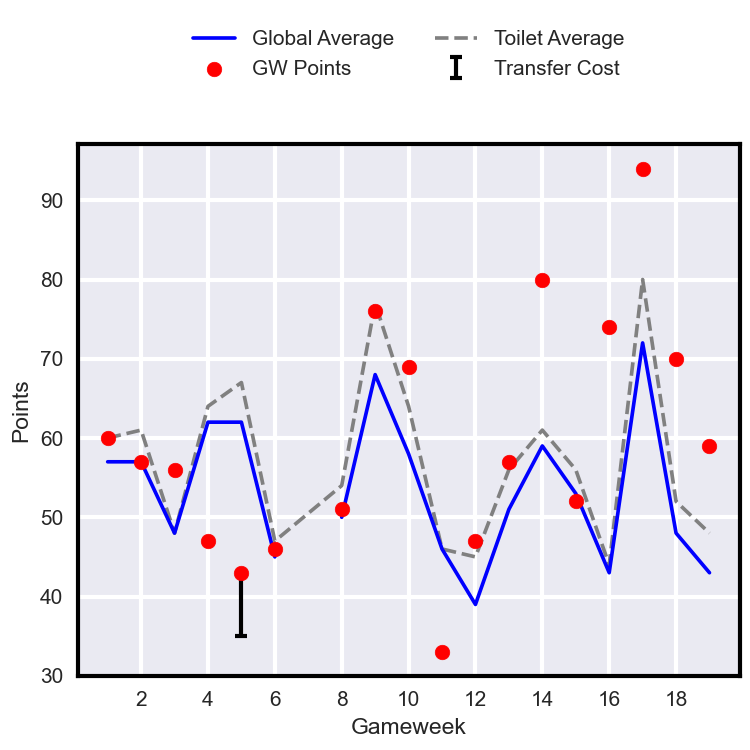 Global Average
Toilet Average
GW Points
Transfer Cost
90
80
70
60
50
40
30
Points
2 4 6 8 10 12 14 16 18
Gameweek